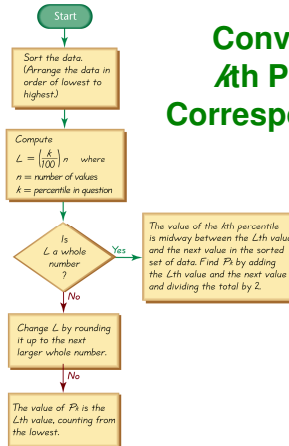 Start
Conv
kth P
Correspo
Sort the data.
(Arrange the data in
order of lowest to
highest.)
Compute
L = (k/100) n where
n = number of values
k = percentile in question
Is
L a whole
number
?
Yes
The value of the kth percentile
is midway between the Lth value
and the next value in the sorted
set of data. Find Pk by adding
the Lth value and the next value
and dividing the total by 2.
No
Change L by rounding
it up to the next
larger whole number.
No
The value of Pk is the
Lth value, counting from
the lowest.